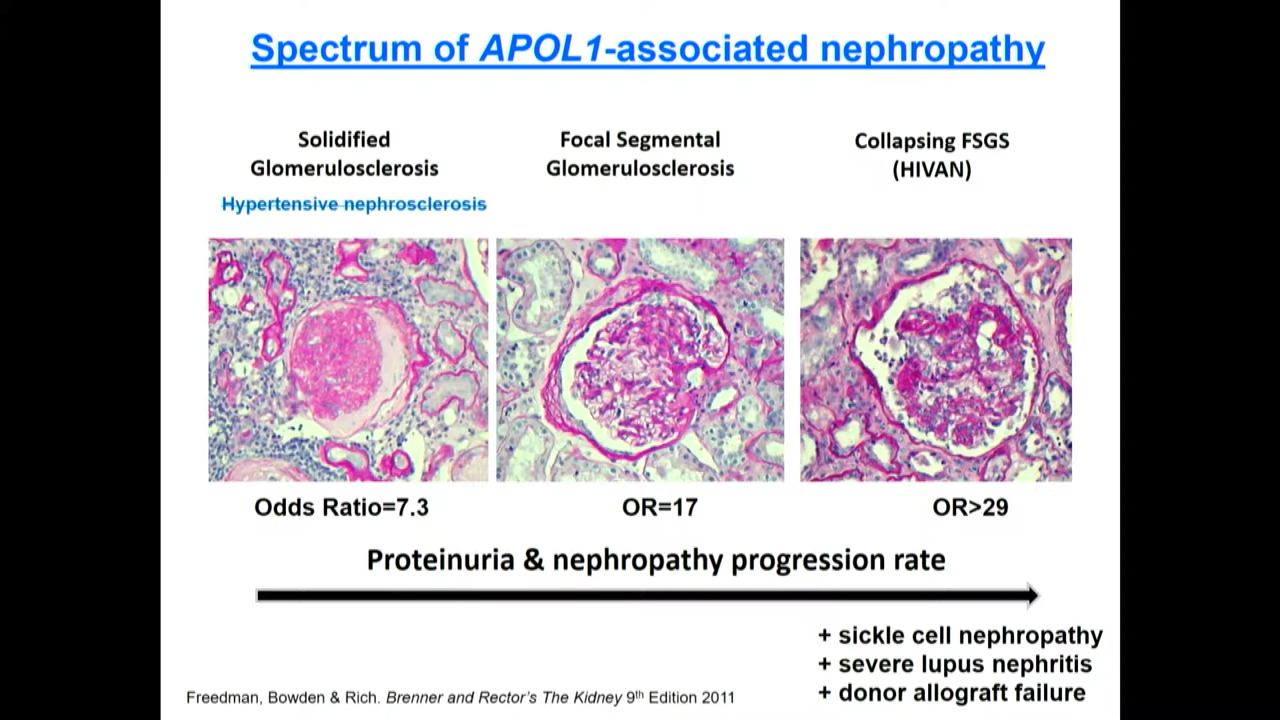 Spectrum of APOL1-associated nephropathy
Solidified
Glomerulosclerosis
Hypertensive nephrosclerosis
Focal Segmental
Glomerulosclerosis
Collapsing FSGS
(HIVAN)
Odds Ratio=7.3
OR=17
OR>29
Proteinuria & nephropathy progression rate
+ sickle cell nephropathy
+ severe lupus nephritis
+ donor allograft failure
Freedman, Bowden & Rich. Brenner and Rector's The Kidney 9th Edition 2011